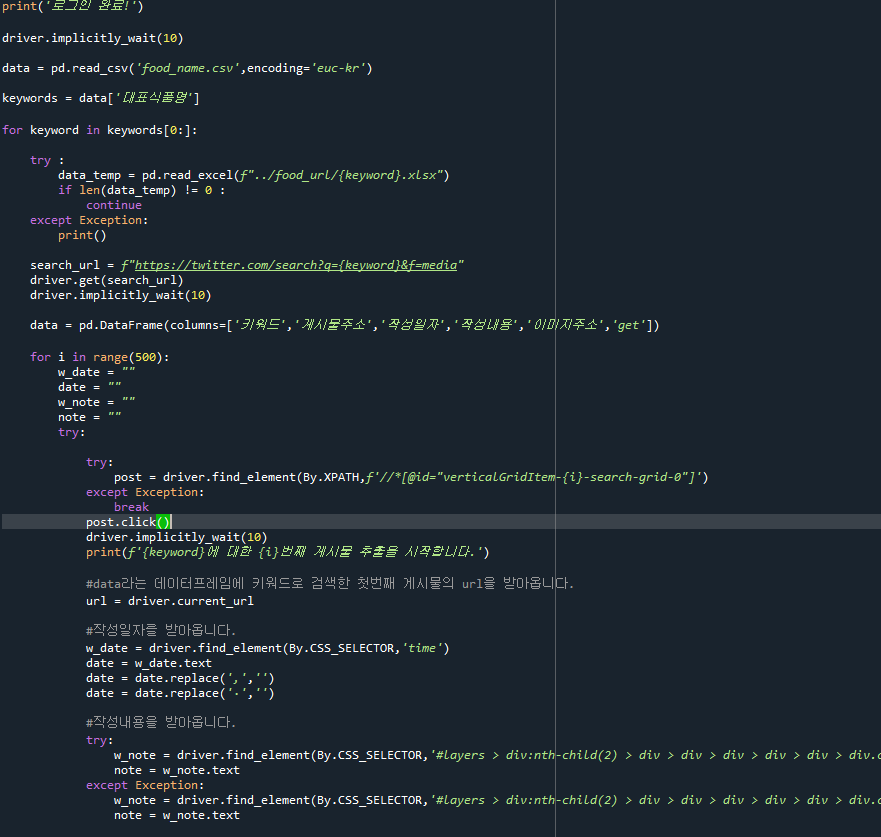 print('로그인 완료!')
driver.implicitly_wait(10)
data = pd.read_csv('food_name.csv',encoding='euc-kr')
keywords = data['대표식품명']
for keyword in keywords[0:]:
try :
data_temp = pd.read_excel(f"../food_url/{keyword}.xlsx")
if len(data_temp) != 0 :
continue
except Exception:
print()
search_url = f"https://twitter.com/search?q={keyword}&f=media"
driver.get(search_url)
driver.implicitly_wait(10)
data = pd.DataFrame(columns=['키워드','게시물주소','작성일자','작성내용','이미지주소','get'])
for i in range(500):
w_date = ""
date = ""
w_note = ""
note = ""
try:
try:
post = driver.find_element(By.XPATH,f'//*[@id="verticalGridItem-{i}-search-grid-0"]')
except Exception:
break
post.click()
driver.implicitly_wait(10)
print(f'{keyword}에 대한 {i}번째 게시물 추출을 시작합니다.')
#data라는 데이터프레임에 키워드로 검색한 첫번째 게시물의 url을 받아옵니다.
url = driver.current_url
#작성일자를 받아옵니다.
w_date = driver.find_element(By.CSS_SELECTOR,'time')
date = w_date.text
date = date.replace(',','')
date = date.replace('·','')
#작성내용을 받아옵니다.
try:
w_note = driver.find_element(By.CSS_SELECTOR,'#layers > div:nth-child(2) > div > div > div > div > div > div.
note = w_note.text
except Exception:
w_note = driver.find_element(By.CSS_SELECTOR,'#layers > div:nth-child(2) > div > div > div > div > div > div.
note = w_note.text